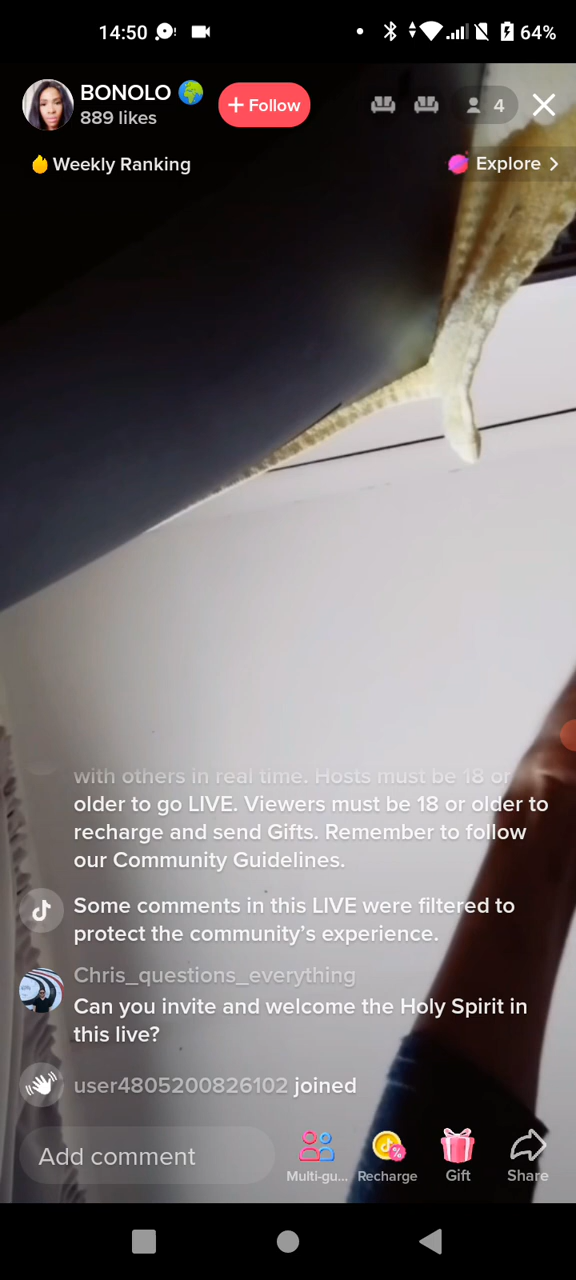 14:50
64%
BONOLO
889 likes
+ Follow
4
Weekly Ranking
Explore >
with others in real time. Hosts must be 18 or
older to go LIVE. Viewers must be 18 or older to
recharge and send Gifts. Remember to follow
our Community Guidelines.
Some comments in this LIVE were filtered to
protect the community’s experience.
Chris_questions_everything
Can you invite and welcome the Holy Spirit in
this live?
user4805200826102 joined
Add comment
Multi-gu...
Recharge
Gift
Share